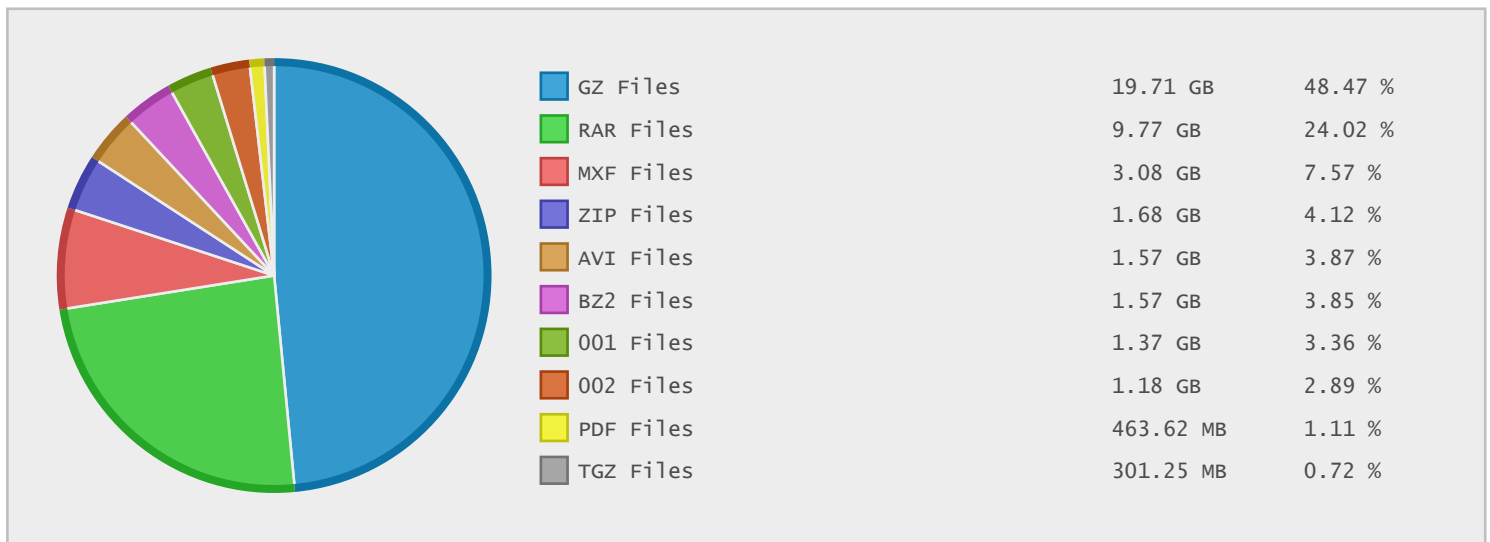 GZ Files 19.71 GB 48.47 %
RAR Files 9.77 GB 24.02 %
MXF Files 3.08 GB 7.57 %
ZIP Files 1.68 GB 4.12 %
AVI Files 1.57 GB 3.87 %
BZ2 Files 1.57 GB 3.85 %
001 Files 1.37 GB 3.36 %
002 Files 1.18 GB 2.89 %
PDF Files 463.62 MB 1.11 %
TGZ Files 301.25 MB 0.72 %